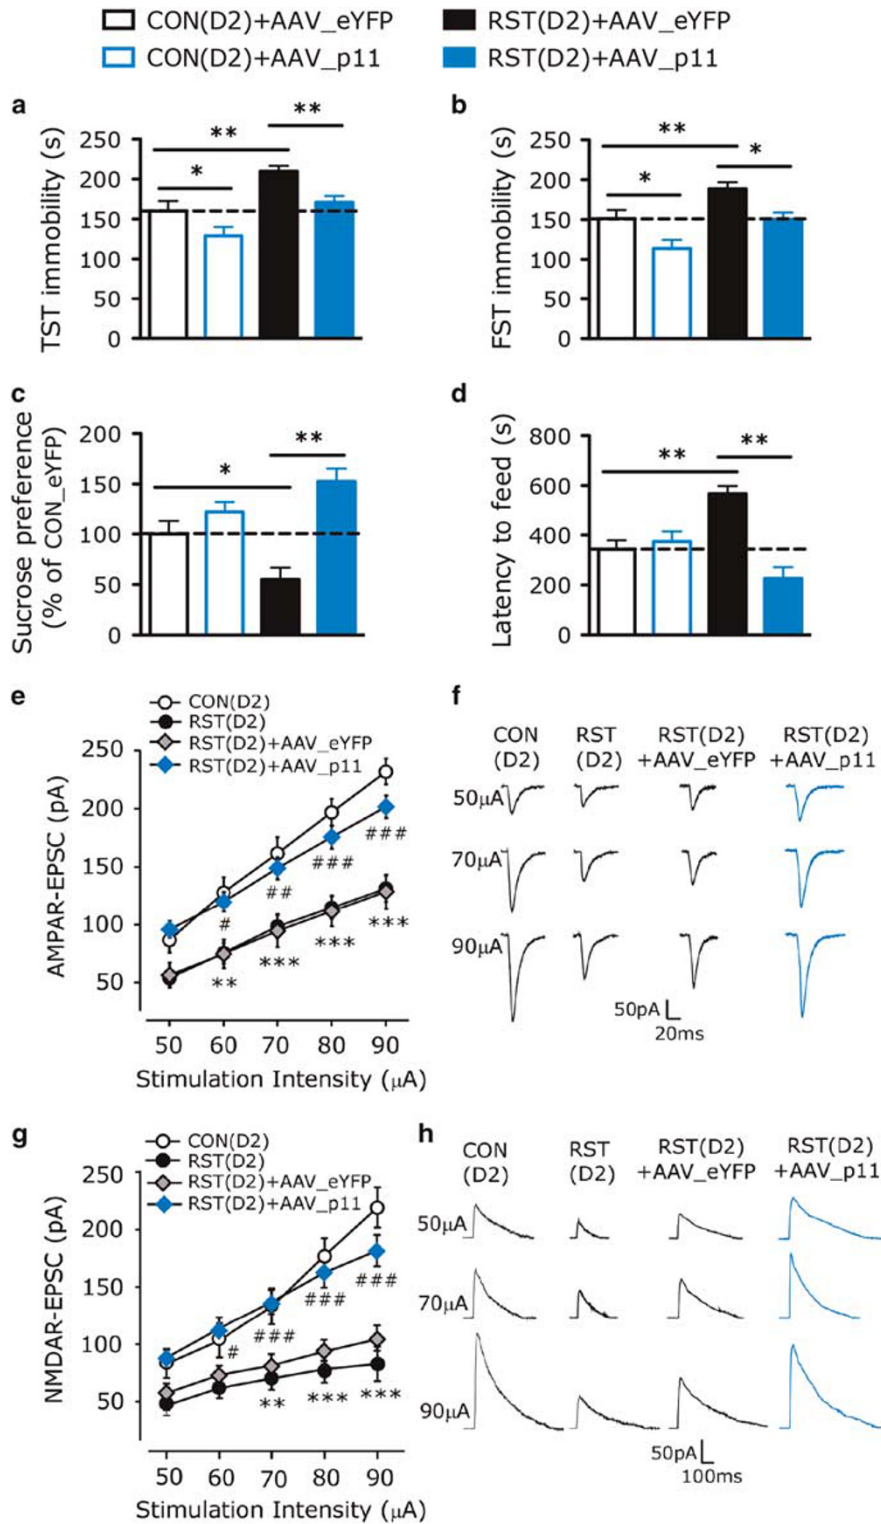 CON(D2)+AAV_eYFP
RST(D2)+AAV_eYFP
CON(D2)+AAV_p11
RST(D2)+AAV_p11
a
TST immobility (s)
250
200
150
100
50
0
*
**
**
b
FST immobility (s)
250
200
150
100
50
0
*
**
*
c
Sucrose preference
(% of CON_eYFP)
200
150
100
50
0
*
**
d
Latency to feed (s)
800
600
400
200
0
**
**
e
CON(D2)
RST(D2)
RST(D2)+AAV_eYFP
RST(D2)+AAV_p11
AMPAR-EPSC (pA)
250
200
150
100
50
# ## ### ###
** *** *** ***
50 60 70 80 90
Stimulation Intensity (μA)
f
CON
(D2)
RST
(D2)
RST(D2)
+AAV_eYFP
RST(D2)
+AAV_p11
50μA
70μA
90μA
50pA
20ms
g
CON(D2)
RST(D2)
RST(D2)+AAV_eYFP
RST(D2)+AAV_p11
NMDAR-EPSC (pA)
250
200
150
100
50
# ### ### ###
** *** ***
50 60 70 80 90
Stimulation Intensity (μA)
h
CON
(D2)
RST
(D2)
RST(D2)
+AAV_eYFP
RST(D2)
+AAV_p11
50μA
70μA
90μA
50pA
100ms